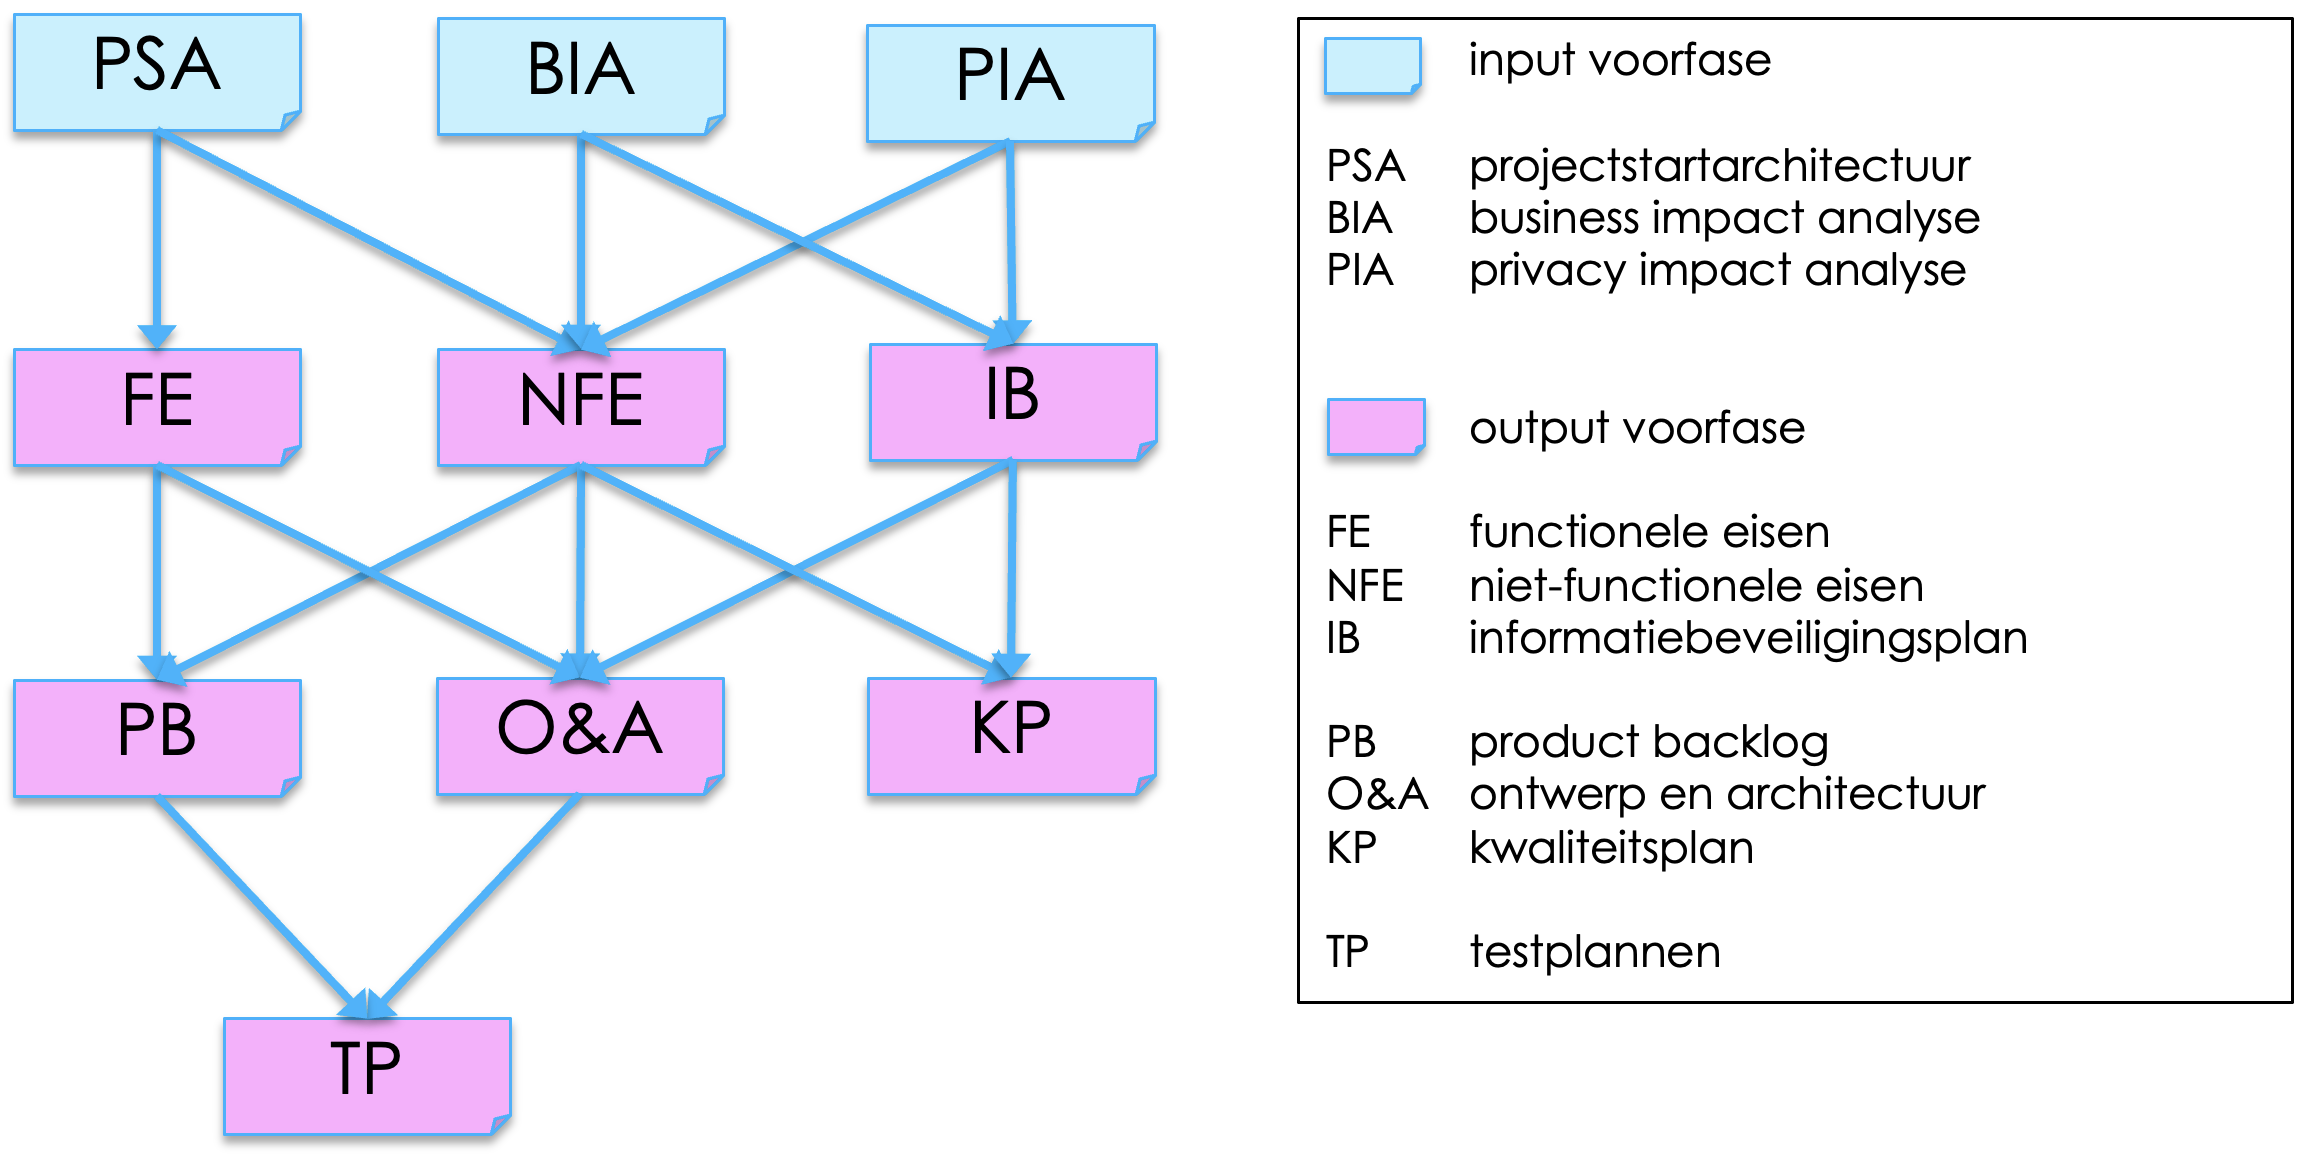 PSA
BIA
PIA
FE
NFE
IB
PB
O&A
KP
TP
input voorfase
PSA projectstartarchitectuur
BIA business impact analyse
PIA privacy impact analyse
output voorfase
FE functionele eisen
NFE niet-functionele eisen
IB informatiebeveiligingsplan
PB product backlog
O&A ontwerp en architectuur
KP kwaliteitsplan
TP testplannen